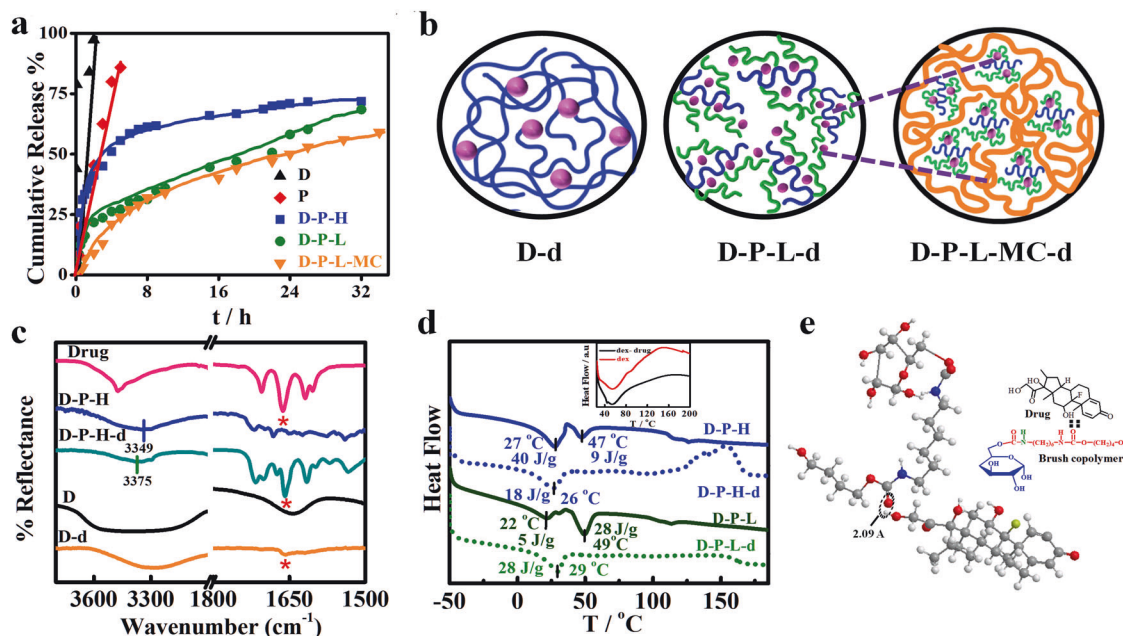 a
Cumulative Release %
100
75
50
25
0
0
8
16
24
32
t / h
D
P
D-P-H
D-P-L
D-P-L-MC
b
D-d
D-P-L-d
D-P-L-MC-d
c
% Reflectance
Drug
D-P-H
3349
D-P-H-d
3375
D
D-d
*
*
*
3600
3300
1800
1650
1500
Wavenumber (cm⁻¹)
d
Heat Flow
Heat Flow / a.u
dex- drug
dex
40
80
120
160
200
T / °C
27 °C
40 J/g
47 °C
9 J/g
D-P-H
18 J/g
26 °C
D-P-H-d
22 °C
5 J/g
28 J/g
49°C
D-P-L
D-P-L-d
28 J/g
29 °C
-50
0
50
100
150
T / °C
e
2.09 A
Drug
Brush copolymer